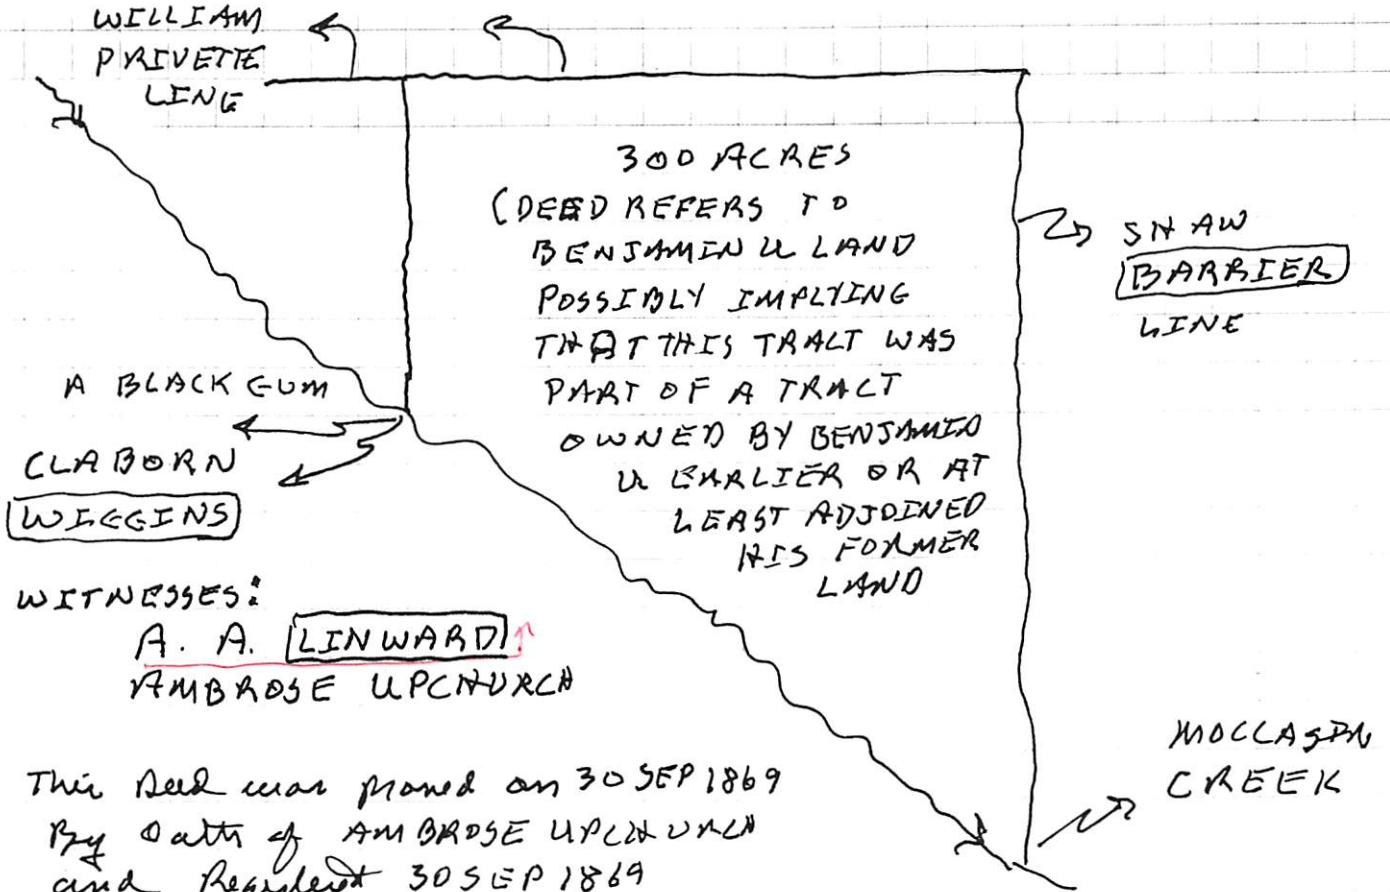 WILLIAM
PRIVETTE
LINE
300 ACRES
(DEED REFERS TO
BENJAMIN U LAND
POSSIBLY IMPLYING
THAT THIS TRACT WAS
PART OF A TRACT
OWNED BY BENJAMIN
U EARLIER OR AT
LEAST ADJOINED
HIS FORMER
LAND
SHAW
BARRIER
LINE
A BLACK GUM
CLABORN
WIGGINS
WITNESSES:
A. A. LINWARD
AMBROSE UPCHURCH
MOCCASIN
CREEK
This Deed was proved on 30 SEP 1869
By Oath of AMBROSE UPCHURCH
and Registered 30 SEP 1869